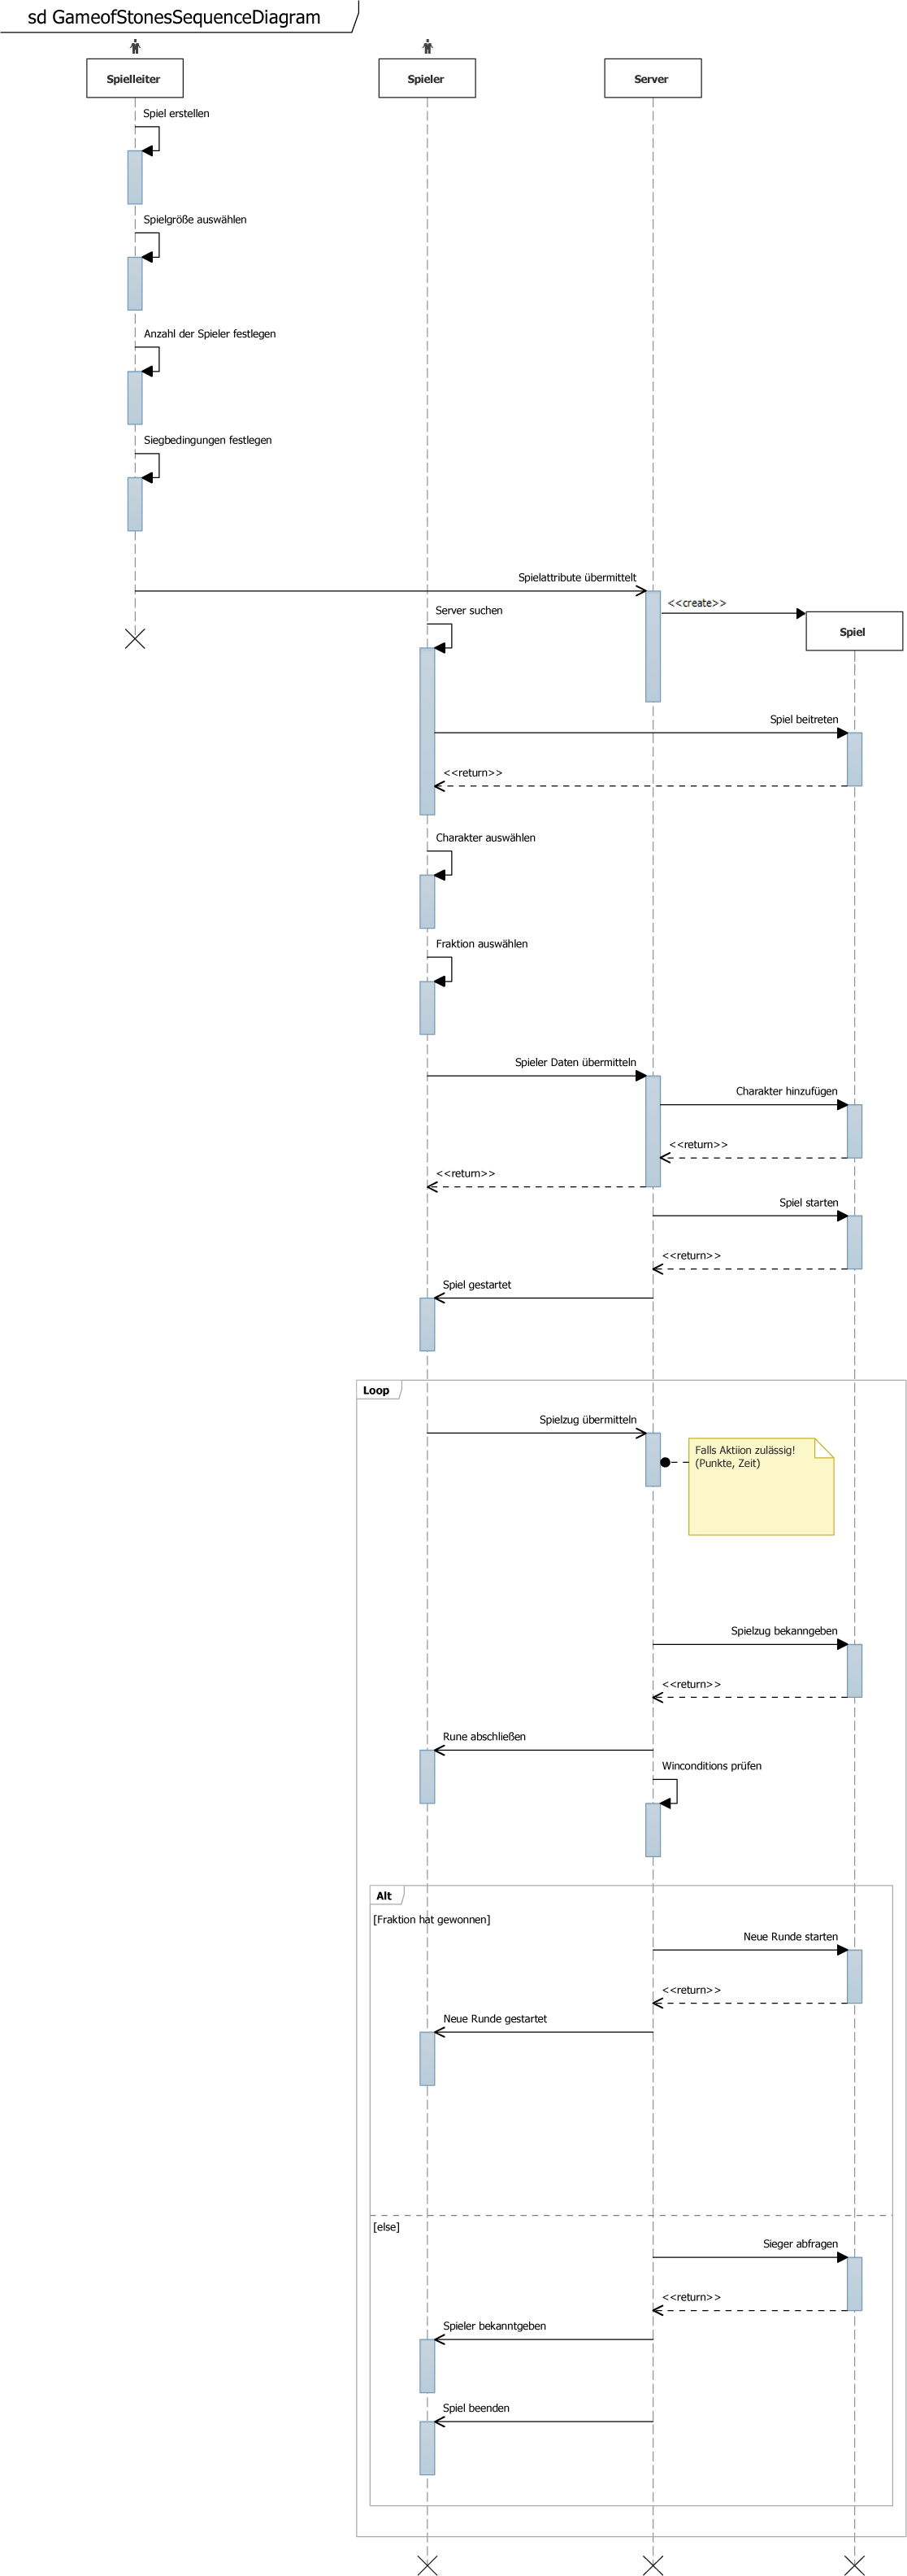 sd GameofStonesSequenceDiagram
Spielleiter
Spieler
Server
Spiel erstellen
Spielgröße auswählen
Anzahl der Spieler festlegen
Siegbedingungen festlegen
Spielattribute übermittelt
<<create>>
Server suchen
Spiel
Spiel beitreten
<<return>>
Charakter auswählen
Fraktion auswählen
Spieler Daten übermitteln
Charakter hinzufügen
<<return>>
<<return>>
Spiel starten
<<return>>
Spiel gestartet
Loop
Spielzug übermitteln
Falls Aktiion zulässig!
(Punkte, Zeit)
Spielzug bekanngeben
<<return>>
Rune abschließen
Winconditions prüfen
Alt
[Fraktion hat gewonnen]
Neue Runde starten
<<return>>
Neue Runde gestartet
[else]
Sieger abfragen
<<return>>
Spieler bekanntgeben
Spiel beenden